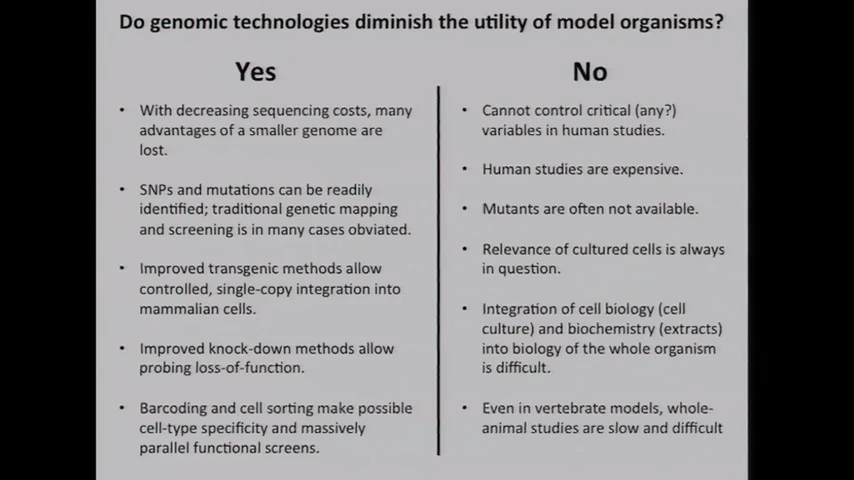 Do genomic technologies diminish the utility of model organisms?
Yes
• With decreasing sequencing costs, many
advantages of a smaller genome are
lost.
• SNPs and mutations can be readily
identified; traditional genetic mapping
and screening is in many cases obviated.
• Improved transgenic methods allow
controlled, single-copy integration into
mammalian cells.
• Improved knock-down methods allow
probing loss-of-function.
• Barcoding and cell sorting make possible
cell-type specificity and massively
parallel functional screens.
No
• Cannot control critical (any?)
variables in human studies.
• Human studies are expensive.
• Mutants are often not available.
• Relevance of cultured cells is always
in question.
• Integration of cell biology (cell
culture) and biochemistry (extracts)
into biology of the whole organism
is difficult.
• Even in vertebrate models, whole-
animal studies are slow and difficult